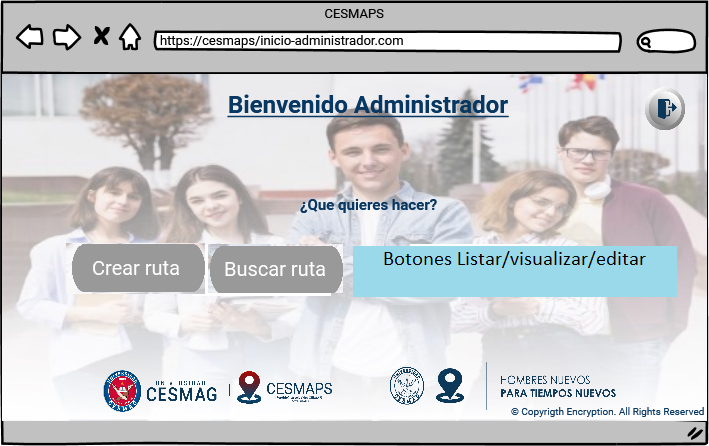 CESMAPS
https://cesmaps/inicio-administrador.com
Bienvenido Administrador
¿Que quieres hacer?
Crear ruta
Buscar ruta
Botones Listar/visualizar/editar
UNIVERSIDAD
CESMAG
CESMAPS
HOMBRES NUEVOS
PARA TIEMPOS NUEVOS
© Copyrigth Encryption. All Rights Reserved